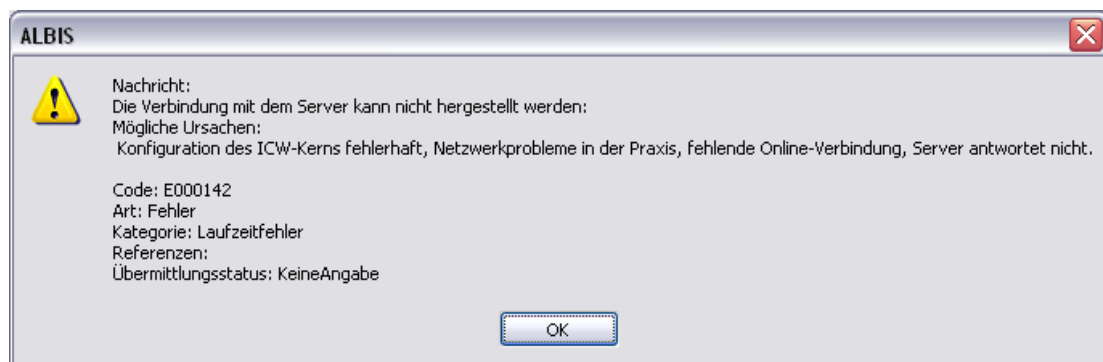 ALBIS
Nachricht:
Die Verbindung mit dem Server kann nicht hergestellt werden:
Mögliche Ursachen:
Konfiguration des ICW-Kerns fehlerhaft, Netzwerkprobleme in der Praxis, fehlende Online-Verbindung, Server antwortet nicht.
Code: E000142
Art: Fehler
Kategorie: Laufzeitfehler
Referenzen:
Übermittlungsstatus: KeineAngabe
OK